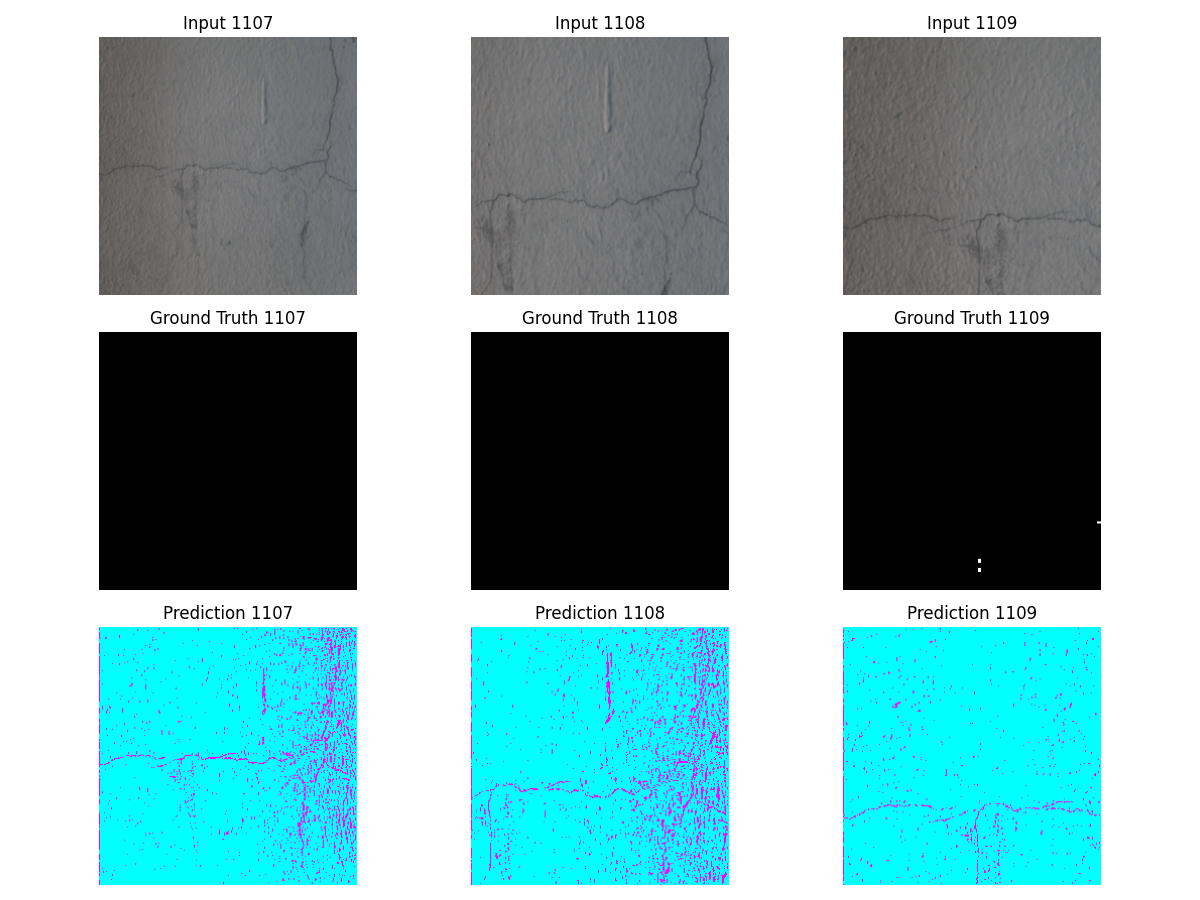 Input 1107
Input 1108
Input 1109
Ground Truth 1107
Ground Truth 1108
Ground Truth 1109
Prediction 1107
Prediction 1108
Prediction 1109